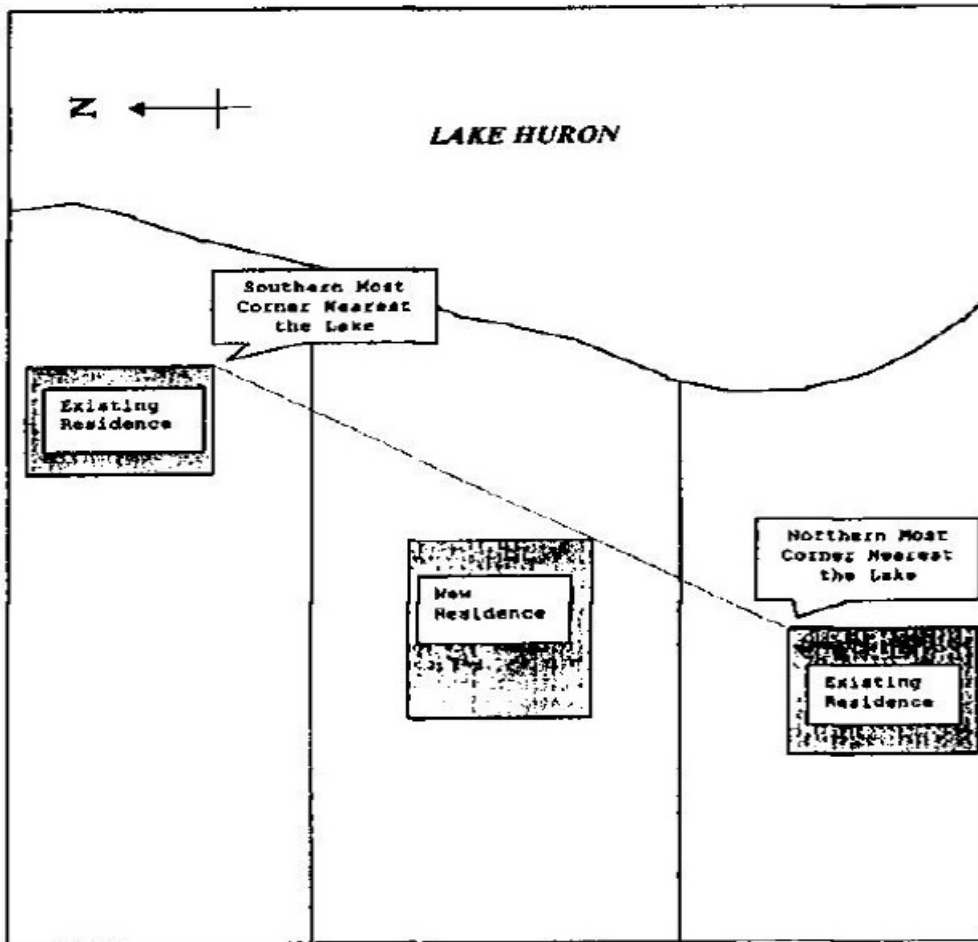 N
LAKE HURON
Southern Most
Corner Nearest
the Lake
Existing
Residence
Northern Most
Corner Nearest
the Lake
New
Residence
Existing
Residence